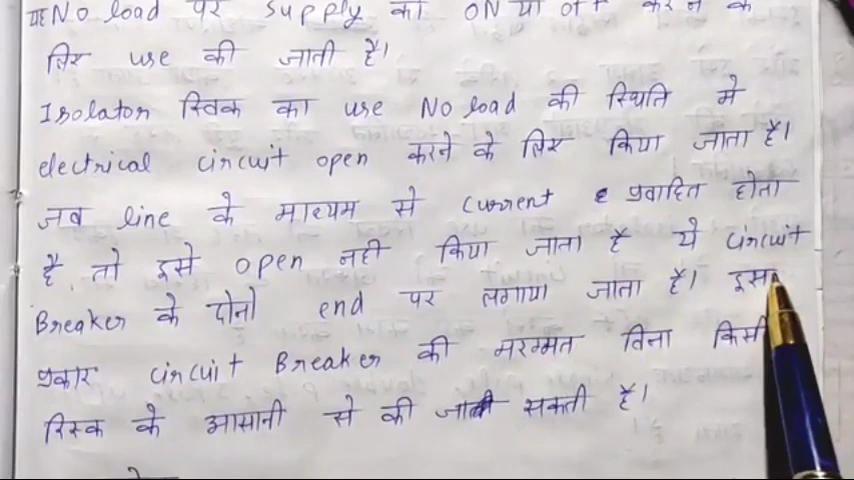 यह No load पर supply को ON या off करने के
लिए use की जाती है।
Isolator स्विक का use No load की स्थिति मे
electrical circuit open करने के लिए किया जाता है।
जब line के माध्यम से current प्रवाहित होता
है, तो इसे open नही किया जाता है ये circuit
Breaker के दोनो end पर लगाया जाता है। इस
प्रकार circuit Breaker की मरम्मत बिना किसी
रिस्क के आसानी से की जा सकती है।